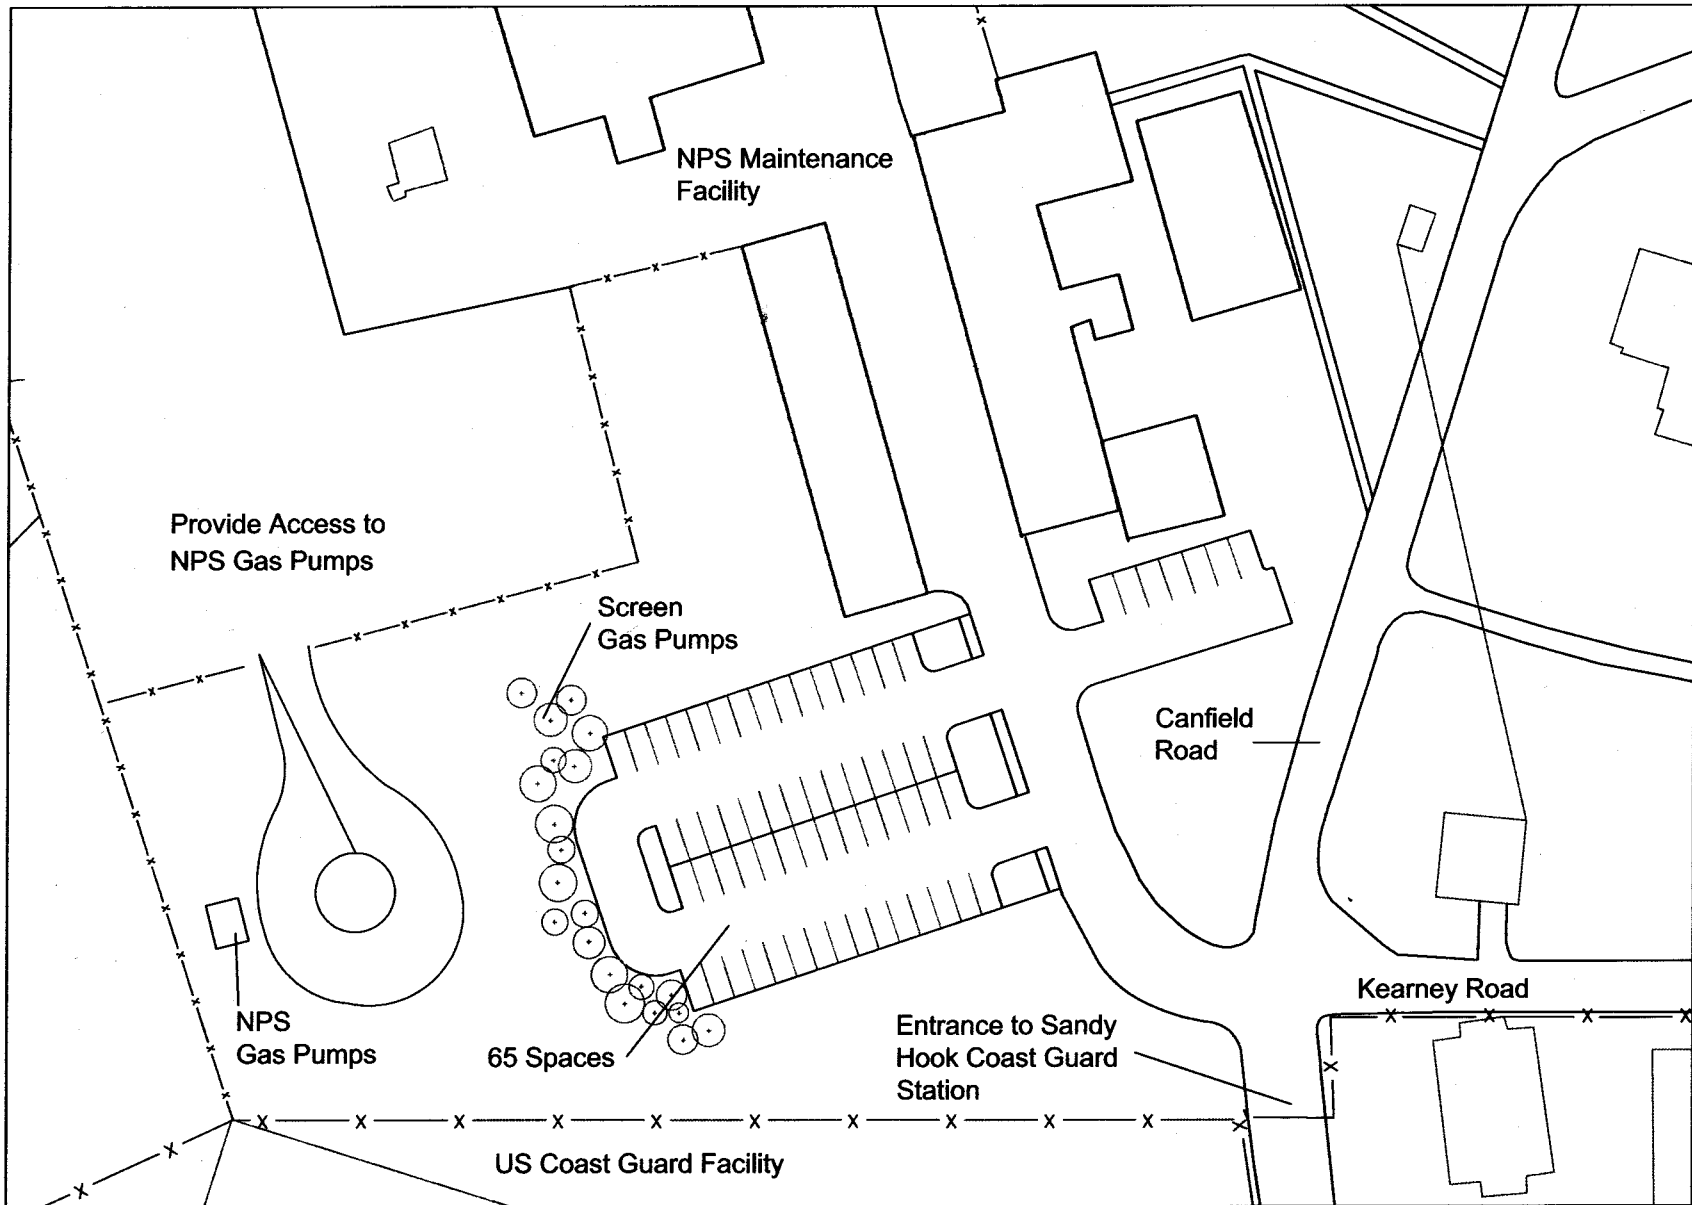 NPS Maintenance
Facility
Provide Access to
NPS Gas Pumps
Screen
Gas Pumps
Canfield
Road
Kearney Road
NPS
Gas Pumps
65 Spaces
Entrance to Sandy
Hook Coast Guard
Station
US Coast Guard Facility